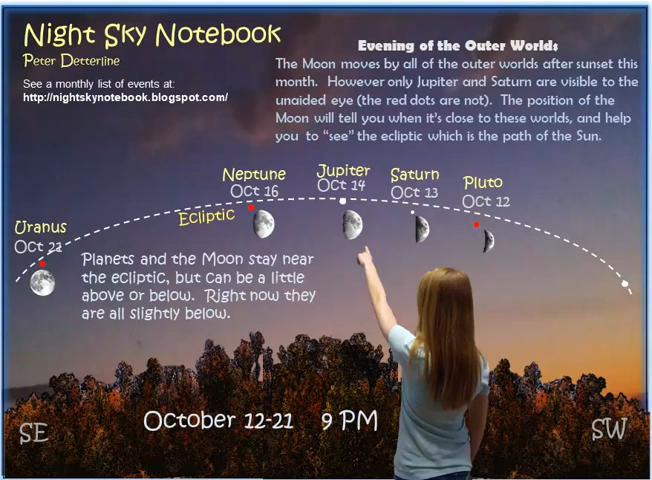 Night Sky Notebook
Peter Detterline
See a monthly list of events at:
http://nightskynotebook.blogspot.com/
Evening of the Outer Worlds
The Moon moves by all of the outer worlds after sunset this
month. However only Jupiter and Saturn are visible to the
unaided eye (the red dots are not). The position of the
Moon will tell you when it's close to these worlds, and help
you to "see" the ecliptic which is the path of the Sun.
Neptune
Oct 16
Jupiter
Oct 14
Saturn
Oct 13
Pluto
Oct 12
Ecliptic
Uranus
Oct 21
Planets and the Moon stay near
the ecliptic, but can be a little
above or below. Right now they
are all slightly below.
October 12-21 9 PM
SE
SW